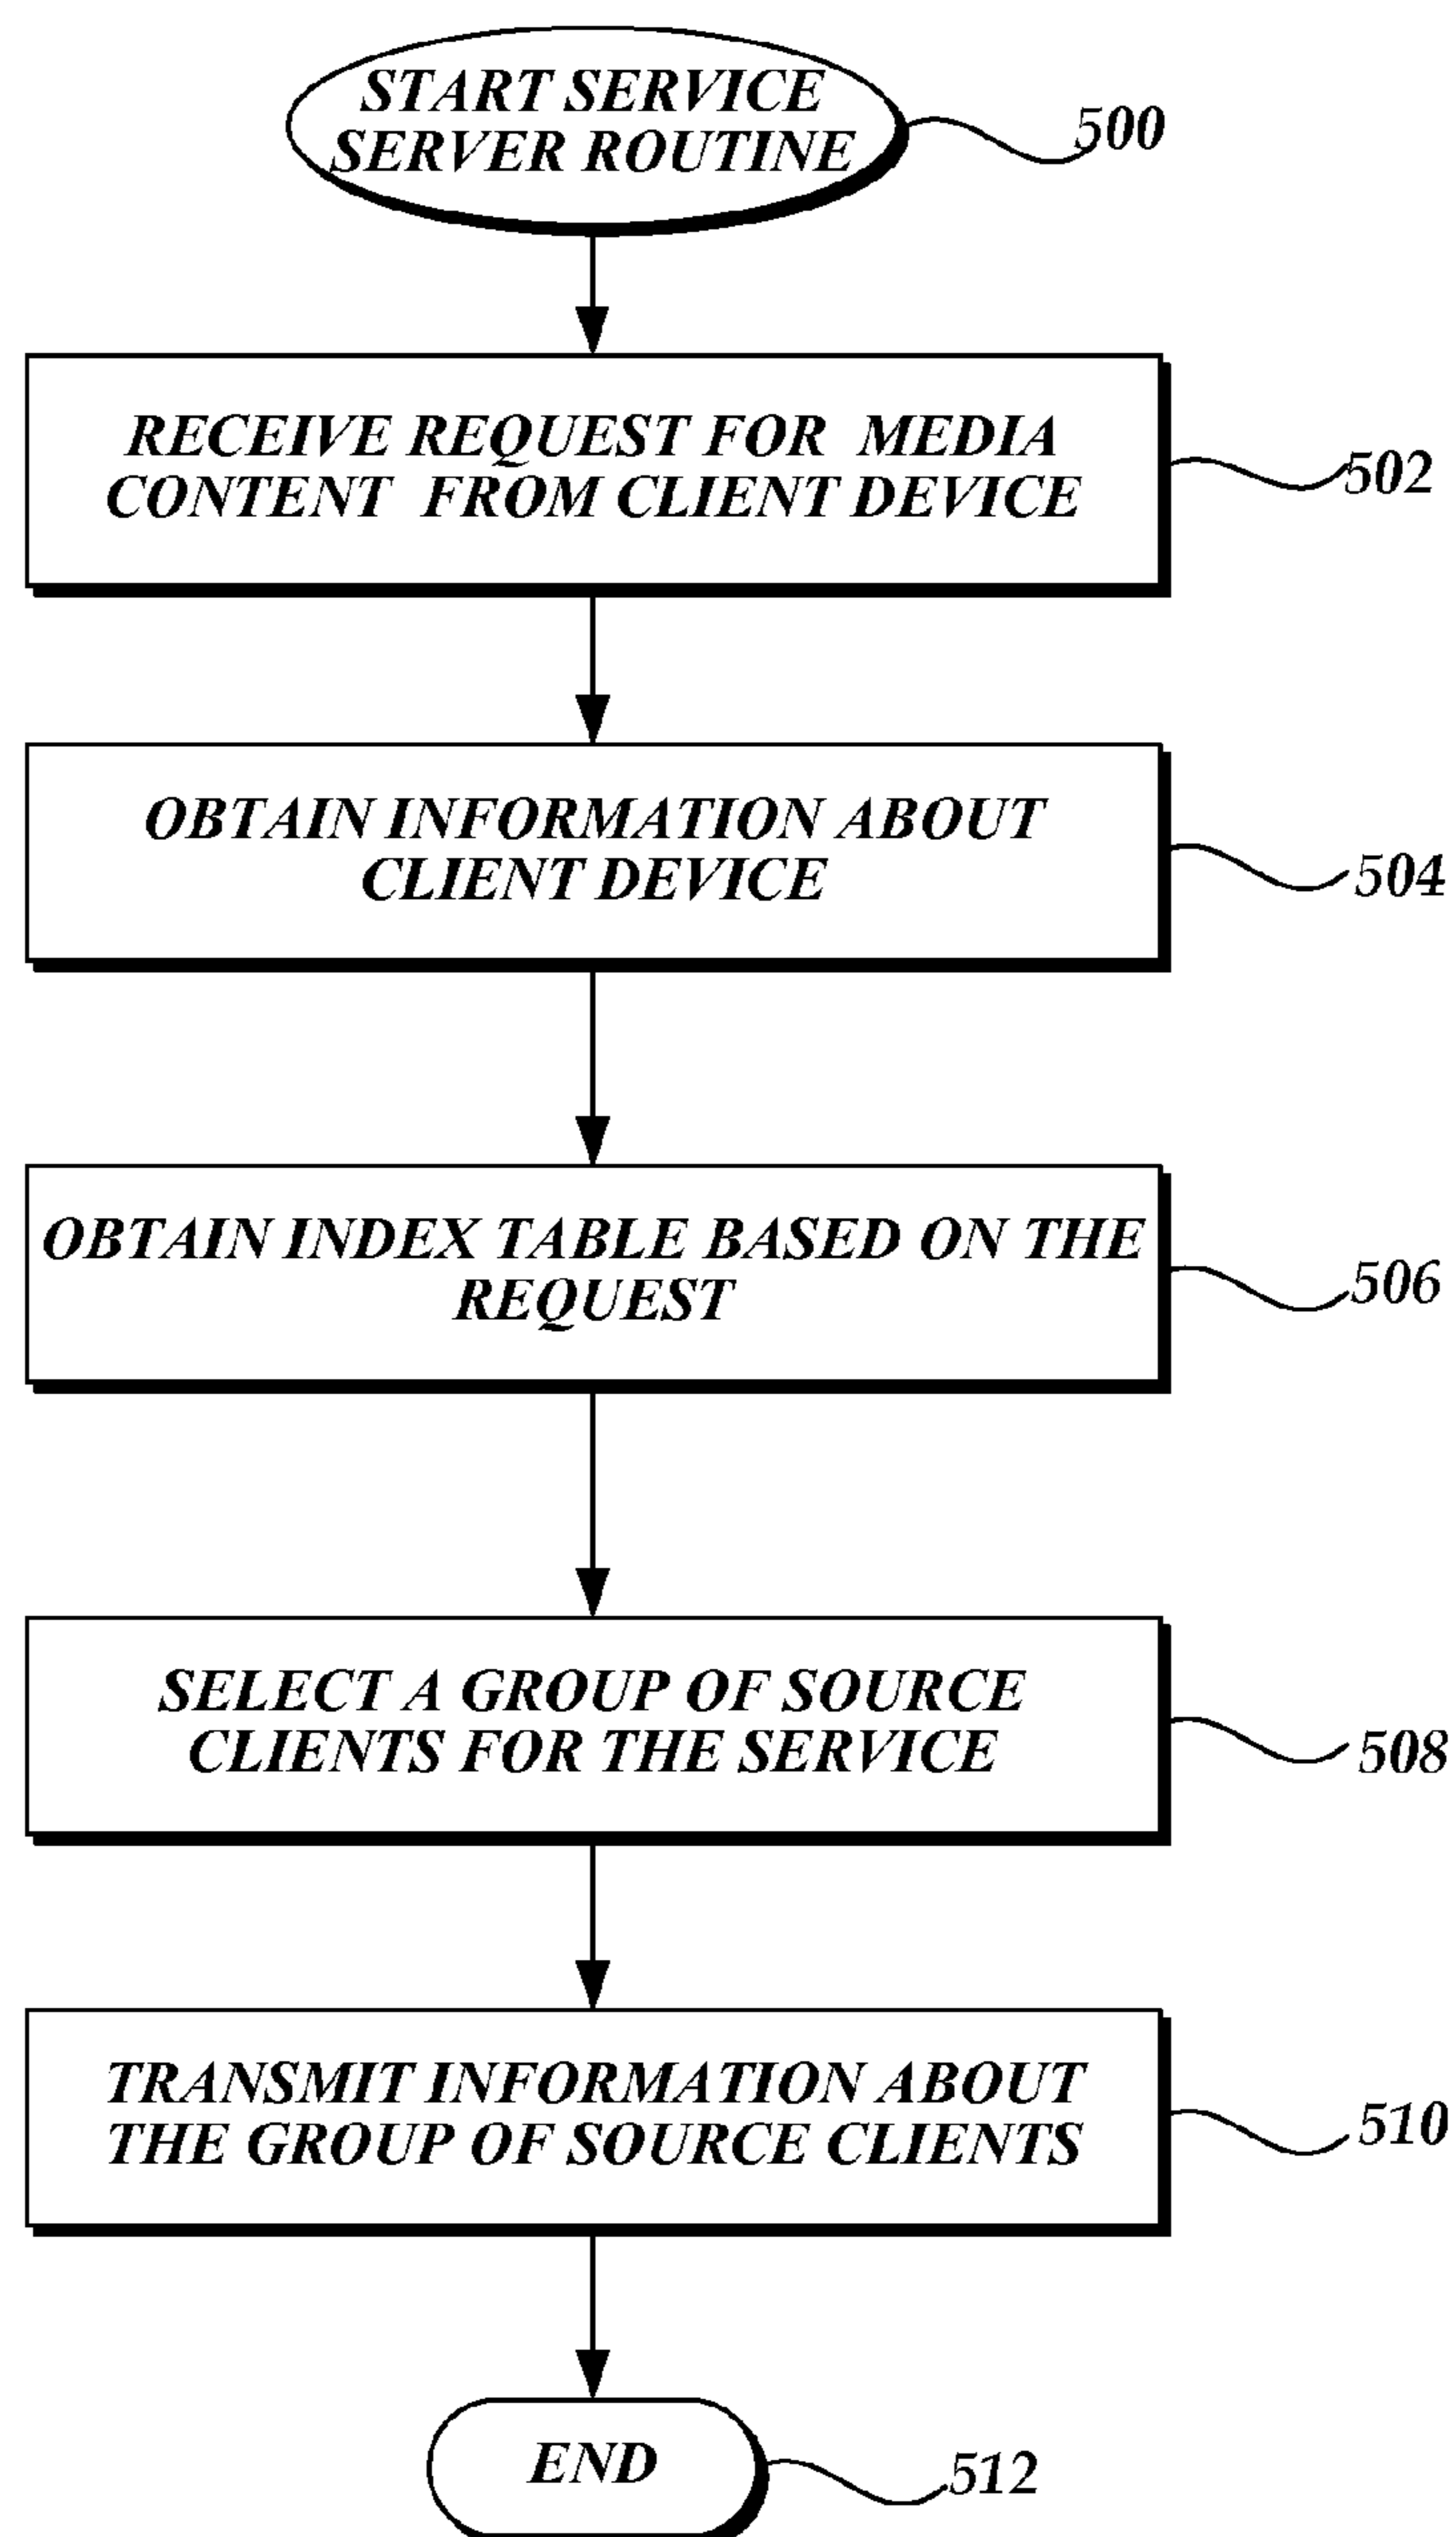 START SERVICE
SERVER ROUTINE
500
RECEIVE REQUEST FOR MEDIA
CONTENT FROM CLIENT DEVICE
502
OBTAIN INFORMATION ABOUT
CLIENT DEVICE
504
OBTAIN INDEX TABLE BASED ON THE
REQUEST
506
SELECT A GROUP OF SOURCE
CLIENTS FOR THE SERVICE
508
TRANSMIT INFORMATION ABOUT
THE GROUP OF SOURCE CLIENTS
510
END
512